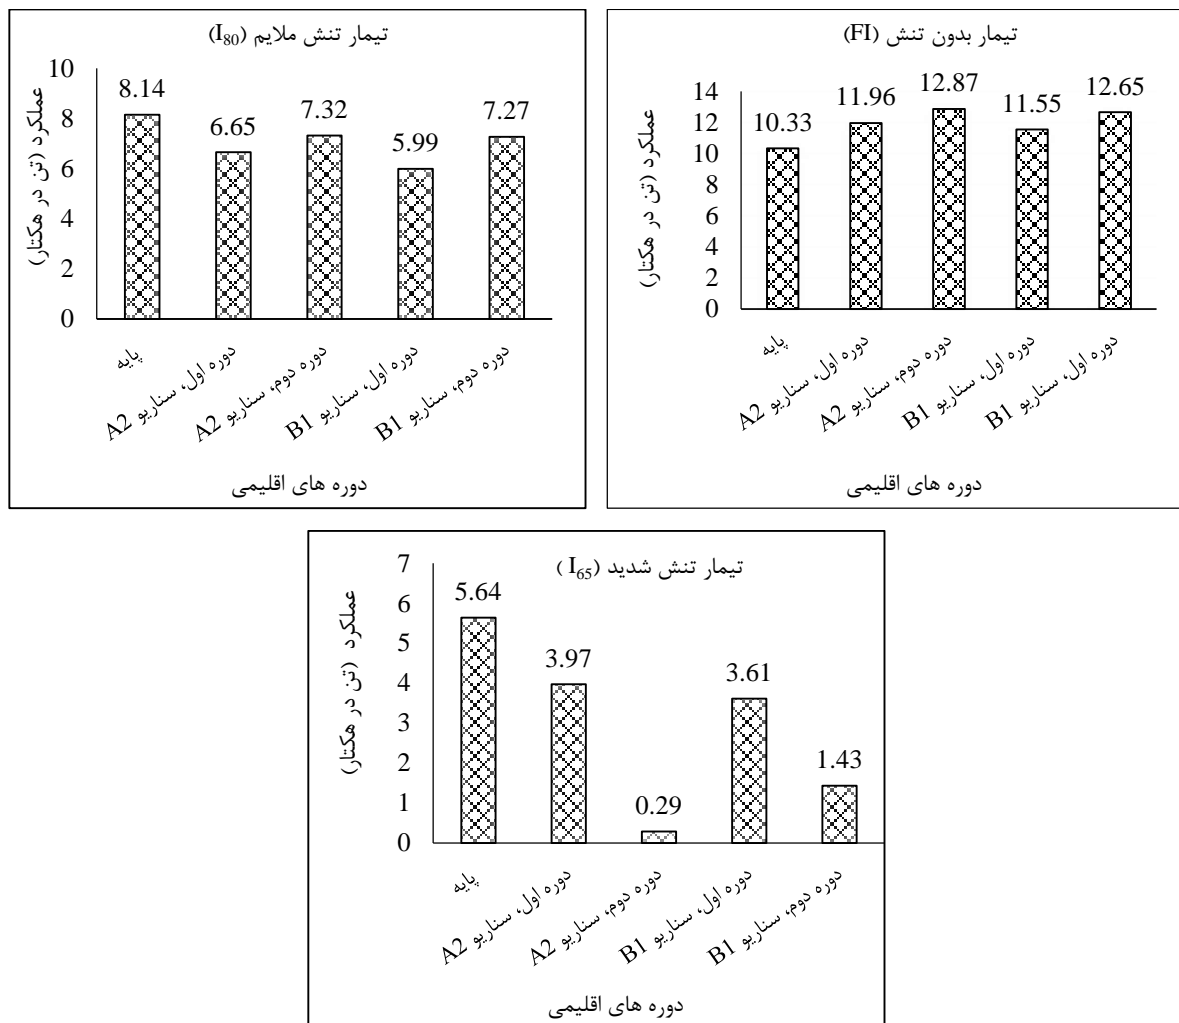 تیمار تنش ملایم (I80)
عملکرد (تن در هکتار)
10
8
6
4
2
0
8.14
6.65
7.32
5.99
7.27
پایه
دوره اول، سناریو A2
دوره دوم، سناریو A2
دوره اول، سناریو B1
دوره دوم، سناریو B1
دوره های اقلیمی
تیمار بدون تنش (FI)
عملکرد (تن در هکتار)
14
12
10
8
6
4
2
0
10.33
11.96
12.87
11.55
12.65
پایه
دوره اول، سناریو A2
دوره دوم، سناریو A2
دوره اول، سناریو B1
دوره اول، سناریو B1
دوره های اقلیمی
تیمار تنش شدید (I65 )
عملکرد (تن در هکتار)
7
6
5
4
3
2
1
0
5.64
3.97
0.29
3.61
1.43
پایه
دوره اول، سناریو A2
دوره دوم، سناریو A2
دوره اول، سناریو B1
دوره دوم، سناریو B1
دوره های اقلیمی